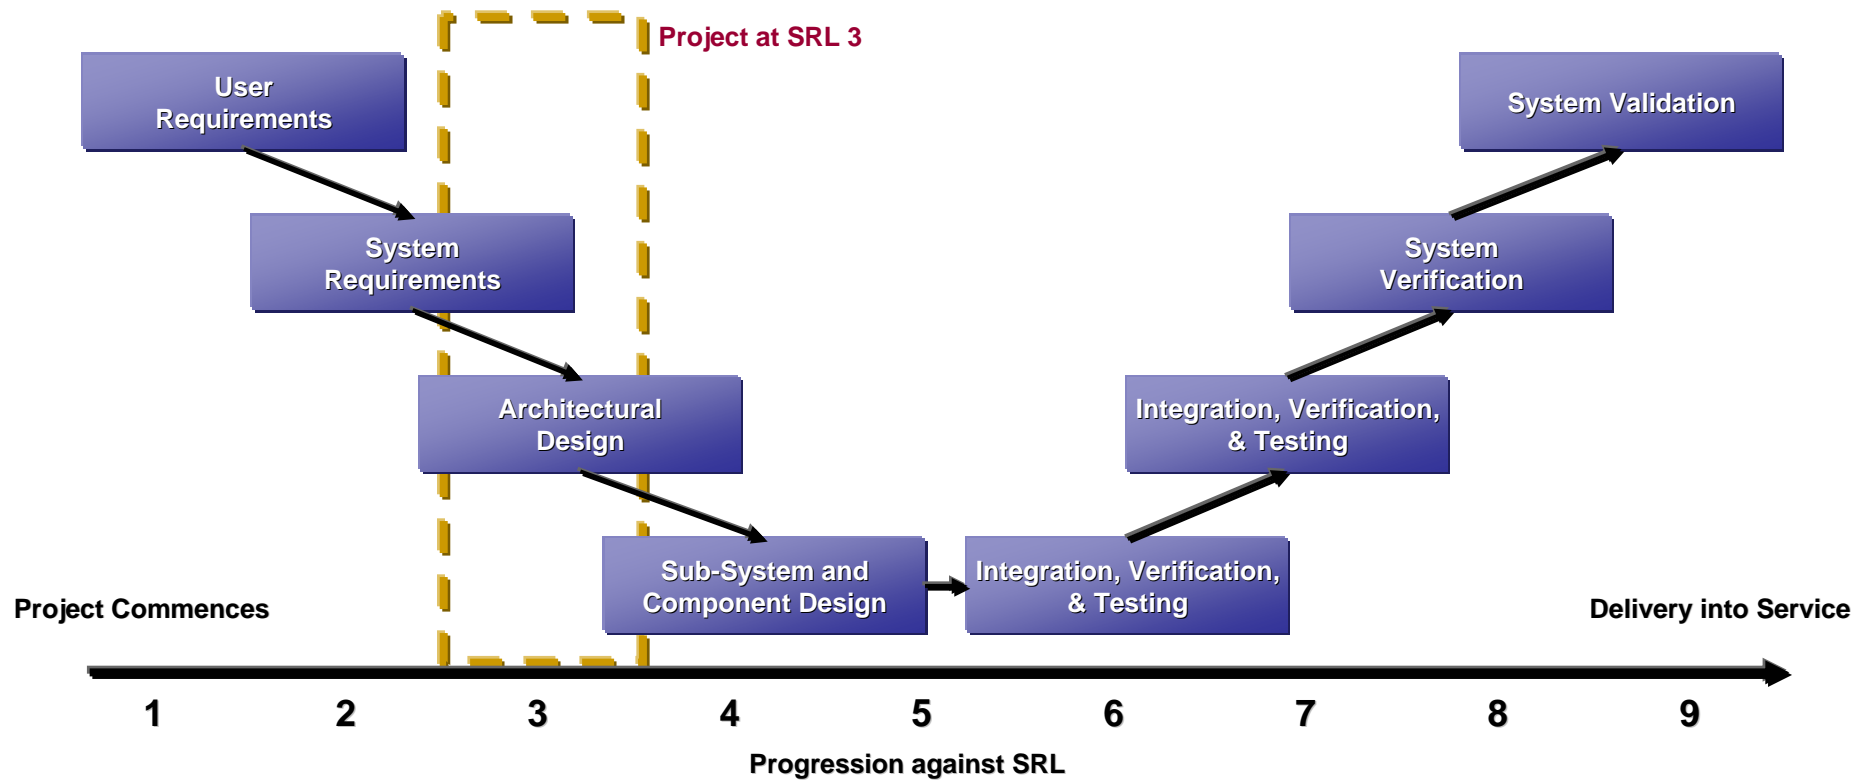 Project at SRL 3
User
Requirements
System
Requirements
Architectural
Design
Sub-System and
Component Design
Integration, Verification,
& Testing
Integration, Verification,
& Testing
System
Verification
System Validation
Project Commences
Delivery into Service
1 2 3 4 5 6 7 8 9
Progression against SRL